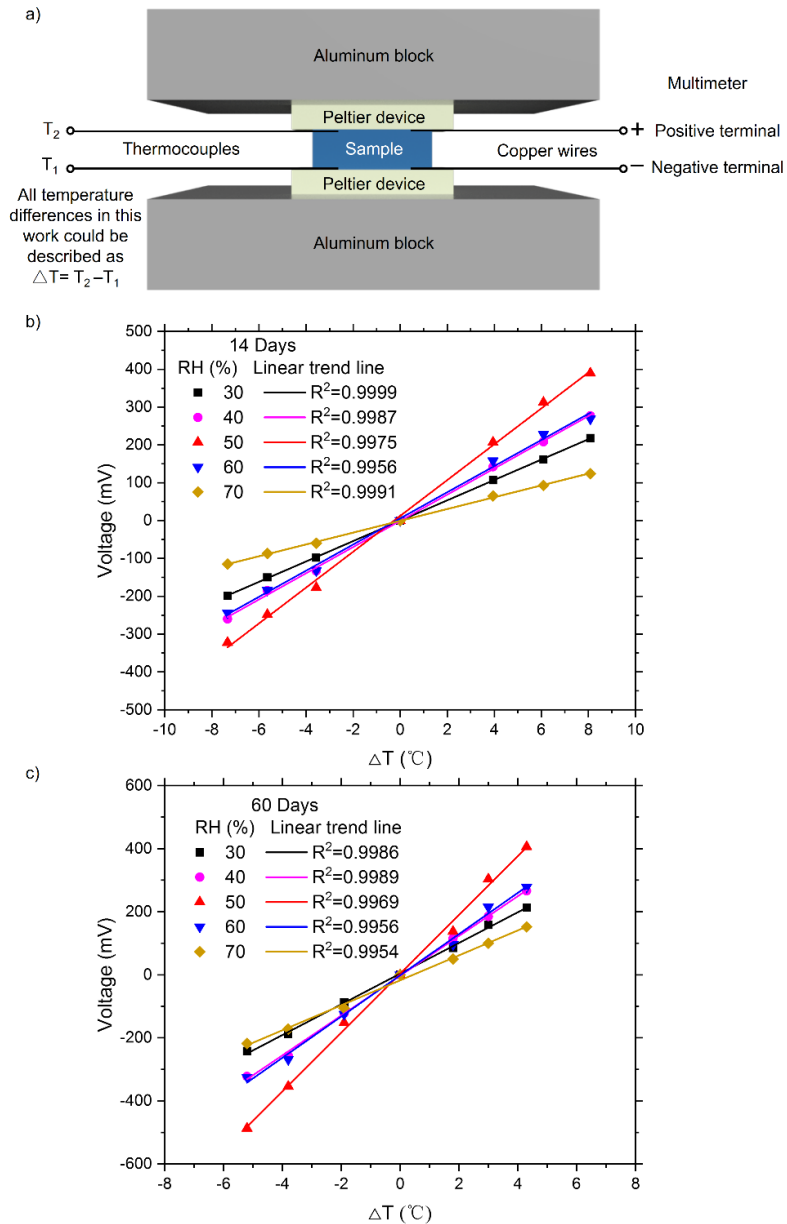 a)
Aluminum block
Multimeter
Peltier device
T₂
+ Positive terminal
Thermocouples
Sample
Copper wires
T₁
− Negative terminal
Peltier device
All temperature
differences in this
work could be
described as
△T= T₂−T₁
Aluminum block
b)
500
400
300
200
100
0
-100
-200
-300
-400
-500
Voltage (mV)
14 Days
RH (%) Linear trend line
30 R²=0.9999
40 R²=0.9987
50 R²=0.9975
60 R²=0.9956
70 R²=0.9991
-10 -8 -6 -4 -2 0 2 4 6 8 10
△T (℃)
c)
600
400
200
0
-200
-400
-600
Voltage (mV)
60 Days
RH (%) Linear trend line
30 R²=0.9986
40 R²=0.9989
50 R²=0.9969
60 R²=0.9956
70 R²=0.9954
-8 -6 -4 -2 0 2 4 6 8
△T (℃)